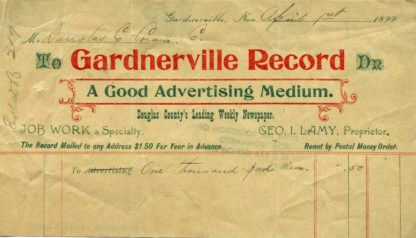 Gardnerville, Nev. April 1st 1899
M Douglas C
To Gardnerville Record Dr.
A Good Advertising Medium.
Douglas County's Leading Weekly Newspaper.
JOB WORK a Specialty. GEO. I. LAMY, Proprietor.
The Record Mailed to any Address $1.50 Per Year in Advance. Remit by Postal Money Order.
To Advertising One thousand